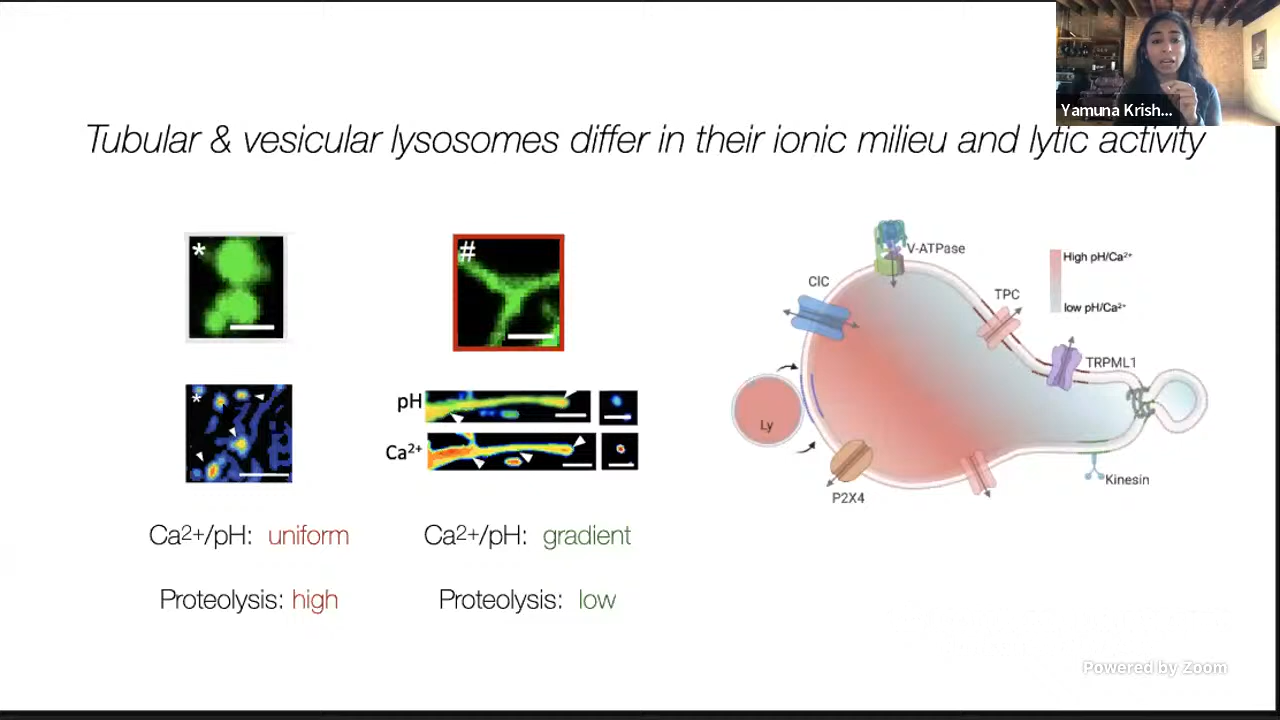 Yamuna Krish...
Tubular & vesicular lysosomes differ in their ionic milieu and lytic activity
*
#
V-ATPase
ClC
TPC
High pH/Ca²⁺
low pH/Ca²⁺
TRPML1
Ly
P2X4
Kinesin
*
pH
Ca²⁺
Ca2+/pH: uniform
Ca2+/pH: gradient
Proteolysis: high
Proteolysis: low
Powered by Zoom